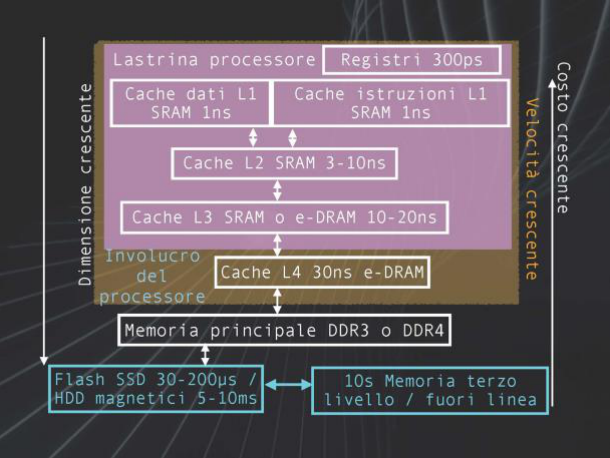 Lastrina processore
Registri 300ps
Cache dati L1
SRAM 1ns
Cache istruzioni L1
SRAM 1ns
Cache L2 SRAM 3-10ns
Cache L3 SRAM o e-DRAM 10-20ns
Involucro
del
processore
Cache L4 30ns e-DRAM
Memoria principale DDR3 o DDR4
Flash SSD 30-200µs /
HDD magnetici 5-10ms
10s Memoria terzo
livello / fuori linea
Dimensione crescente
Velocità crescente
Costo crescente